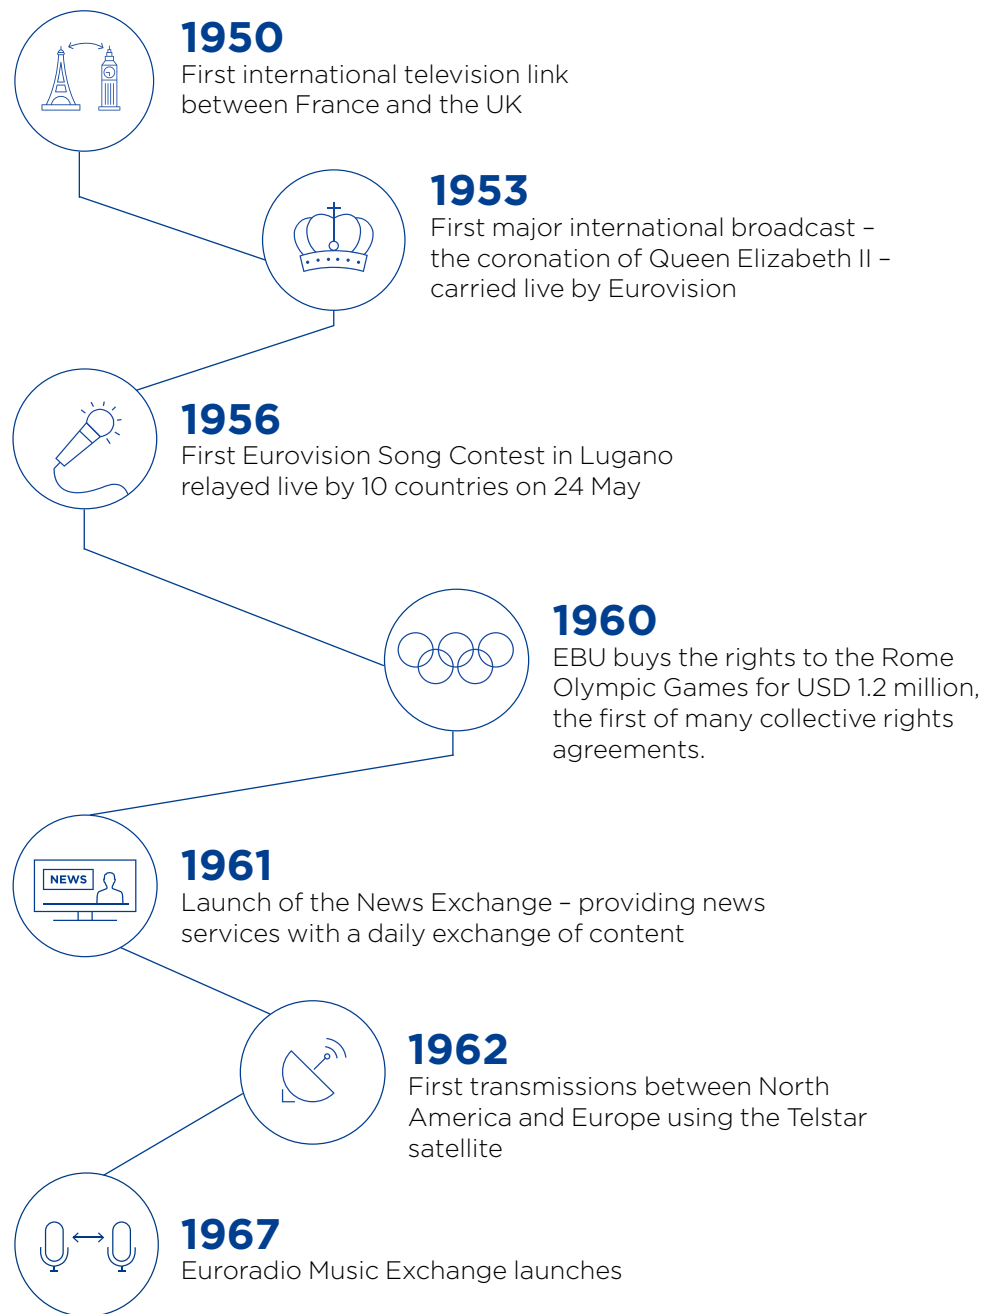 1950
First international television link
between France and the UK
1953
First major international broadcast –
the coronation of Queen Elizabeth II –
carried live by Eurovision
1956
First Eurovision Song Contest in Lugano
relayed live by 10 countries on 24 May
1960
EBU buys the rights to the Rome
Olympic Games for USD 1.2 million,
the first of many collective rights
agreements.
NEWS
1961
Launch of the News Exchange – providing news
services with a daily exchange of content
1962
First transmissions between North
America and Europe using the Telstar
satellite
1967
Euroradio Music Exchange launches